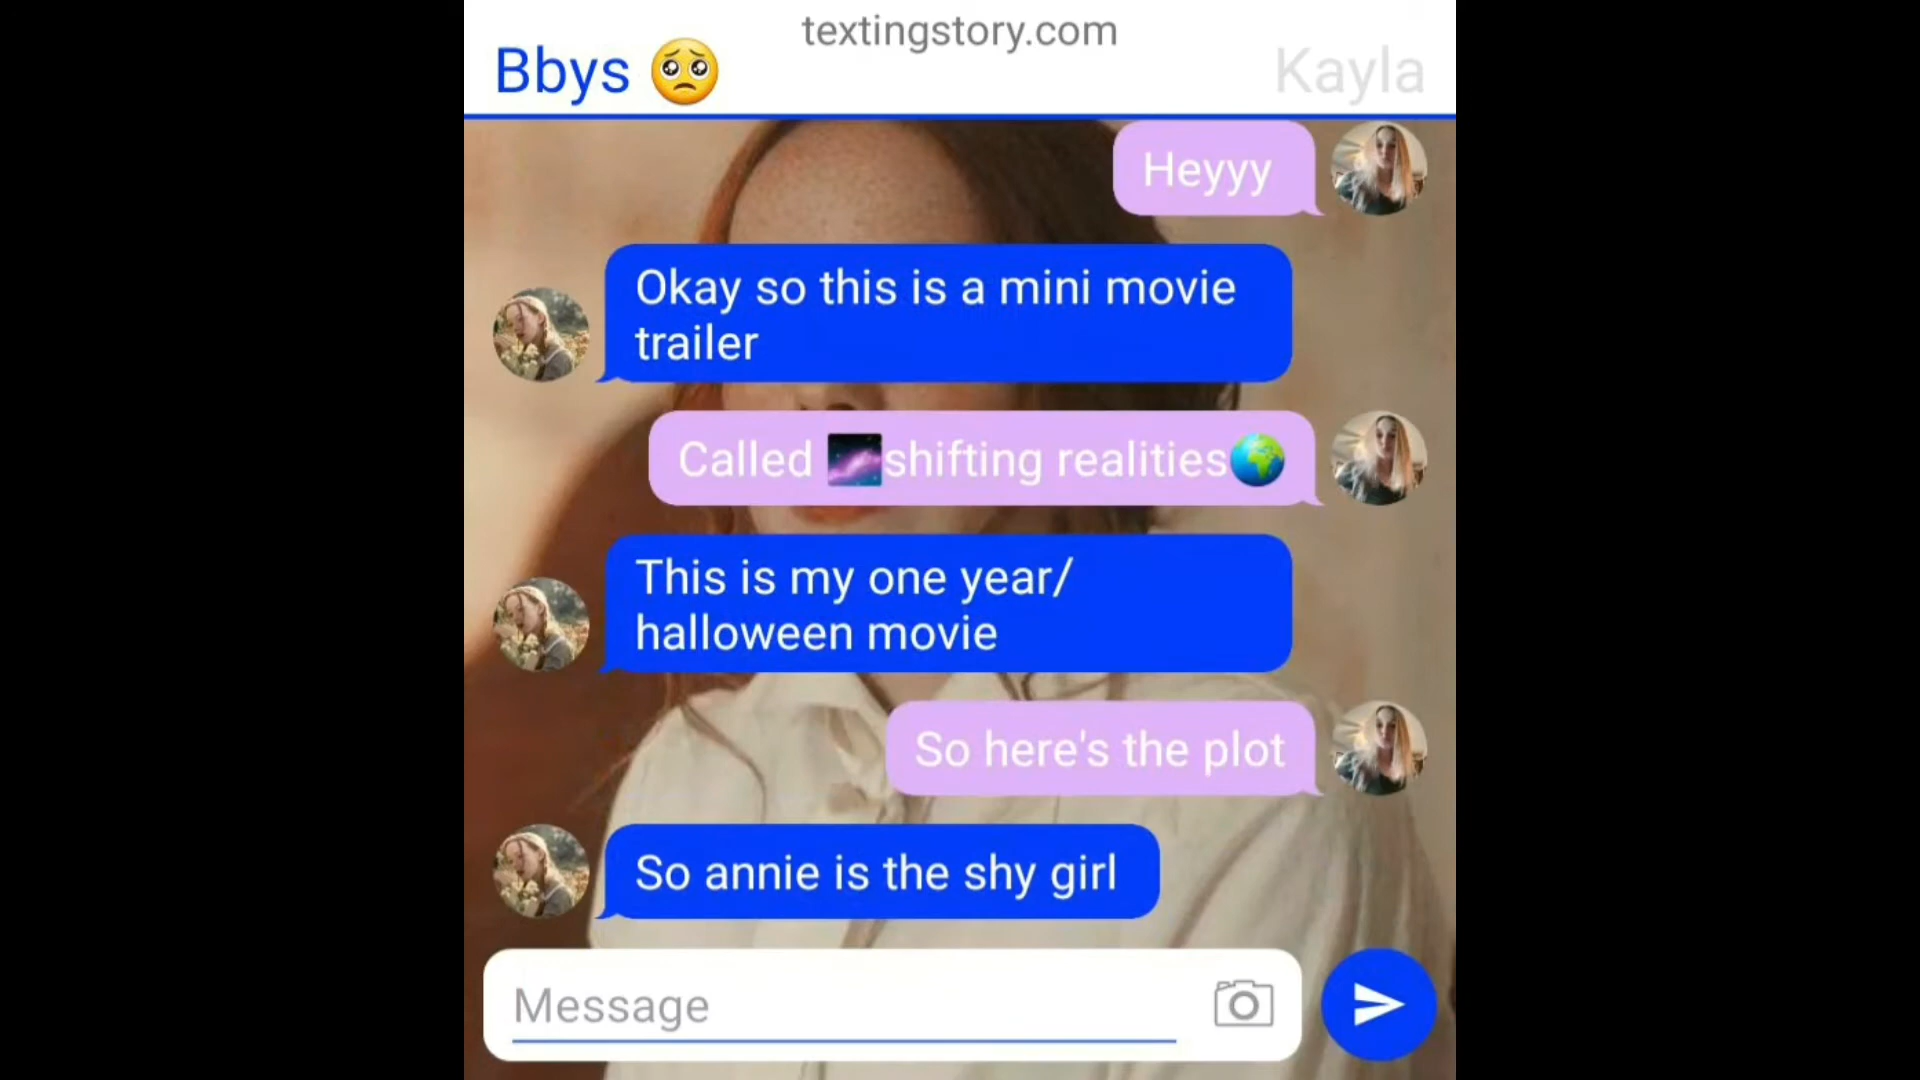 textingstory.com
Bbys 🥺
Kayla
Heyyy
Okay so this is a mini movie
trailer
Called 🌌shifting realities🌍
This is my one year/
halloween movie
So here's the plot
So annie is the shy girl
Message